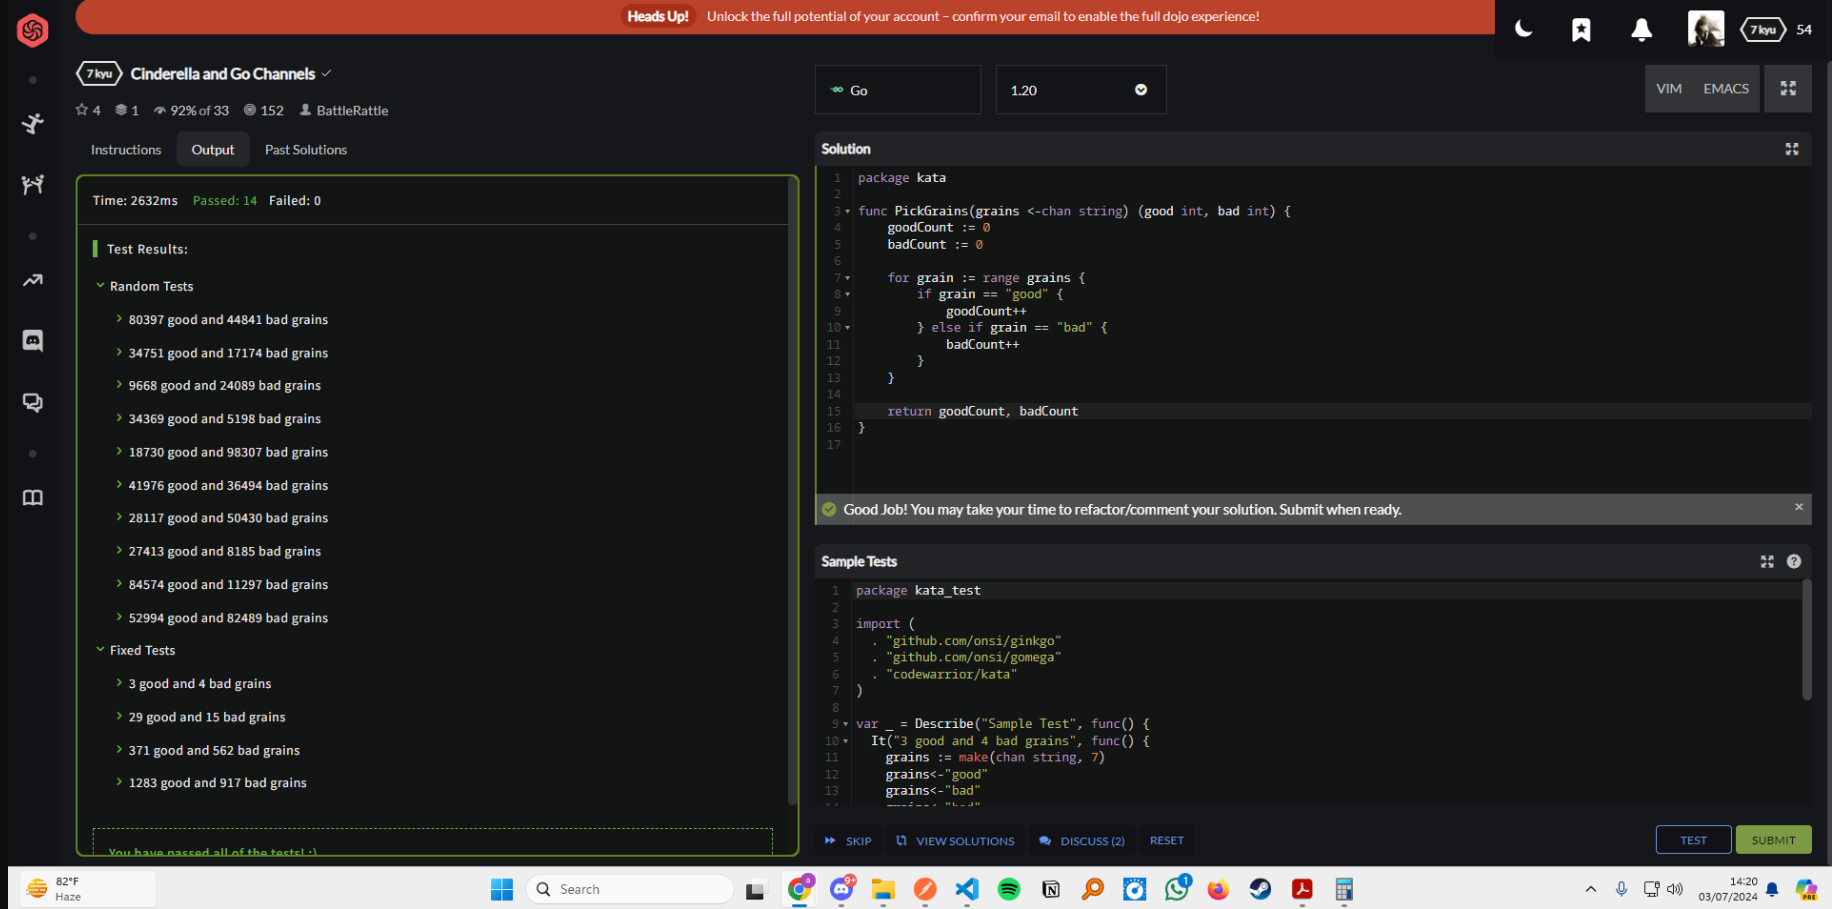 Heads Up! Unlock the full potential of your account – confirm your email to enable the full dojo experience!
7 kyu 54
7 kyu Cinderella and Go Channels
4 1 92% of 33 152 BattleRattle
Instructions Output Past Solutions
Time: 2632ms Passed: 14 Failed: 0
Test Results:
Random Tests
80397 good and 44841 bad grains
34751 good and 17174 bad grains
9668 good and 24089 bad grains
34369 good and 5198 bad grains
18730 good and 98307 bad grains
41976 good and 36494 bad grains
28117 good and 50430 bad grains
27413 good and 8185 bad grains
84574 good and 11297 bad grains
52994 good and 82489 bad grains
Fixed Tests
3 good and 4 bad grains
29 good and 15 bad grains
371 good and 562 bad grains
1283 good and 917 bad grains
You have passed all of the tests! :)
Go 1.20 VIM EMACS
Solution
1 package kata
2
3 func PickGrains(grains <-chan string) (good int, bad int) {
4 goodCount := 0
5 badCount := 0
6
7 for grain := range grains {
8 if grain == "good" {
9 goodCount++
10 } else if grain == "bad" {
11 badCount++
12 }
13 }
14
15 return goodCount, badCount
16 }
17
Good Job! You may take your time to refactor/comment your solution. Submit when ready. ×
Sample Tests
1 package kata_test
2
3 import (
4 . "github.com/onsi/ginkgo"
5 . "github.com/onsi/gomega"
6 . "codewarrior/kata"
7 )
8
9 var _ = Describe("Sample Test", func() {
10 It("3 good and 4 bad grains", func() {
11 grains := make(chan string, 7)
12 grains<-"good"
13 grains<-"bad"
14 grains<-"bad"
SKIP VIEW SOLUTIONS DISCUSS (2) RESET TEST SUBMIT
82°F
Haze
Search
a
9+
1
14:20
03/07/2024
PRE